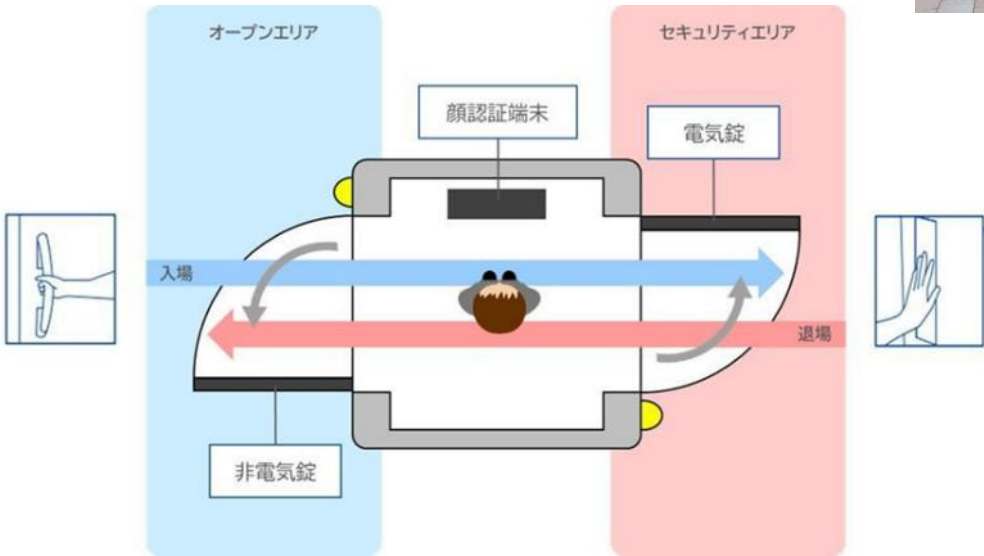 オープンエリア
セキュリティエリア
顔認証端末
電気錠
入場
退場
非電気錠